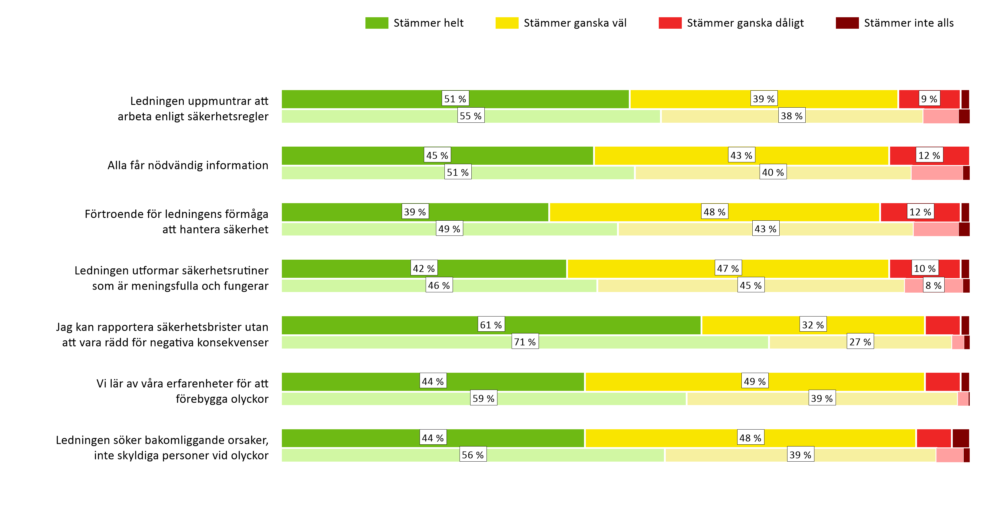 Stämmer helt Stämmer ganska väl Stämmer ganska dåligt Stämmer inte alls
Ledningen uppmuntrar att
arbeta enligt säkerhetsregler
51 % 39 % 9 %
55 % 38 %
Alla får nödvändig information
45 % 43 % 12 %
51 % 40 %
Förtroende för ledningens förmåga
att hantera säkerhet
39 % 48 % 12 %
49 % 43 %
Ledningen utformar säkerhetsrutiner
som är meningsfulla och fungerar
42 % 47 % 10 %
46 % 45 % 8 %
Jag kan rapportera säkerhetsbrister utan
att vara rädd för negativa konsekvenser
61 % 32 %
71 % 27 %
Vi lär av våra erfarenheter för att
förebygga olyckor
44 % 49 %
59 % 39 %
Ledningen söker bakomliggande orsaker,
inte skyldiga personer vid olyckor
44 % 48 %
56 % 39 %